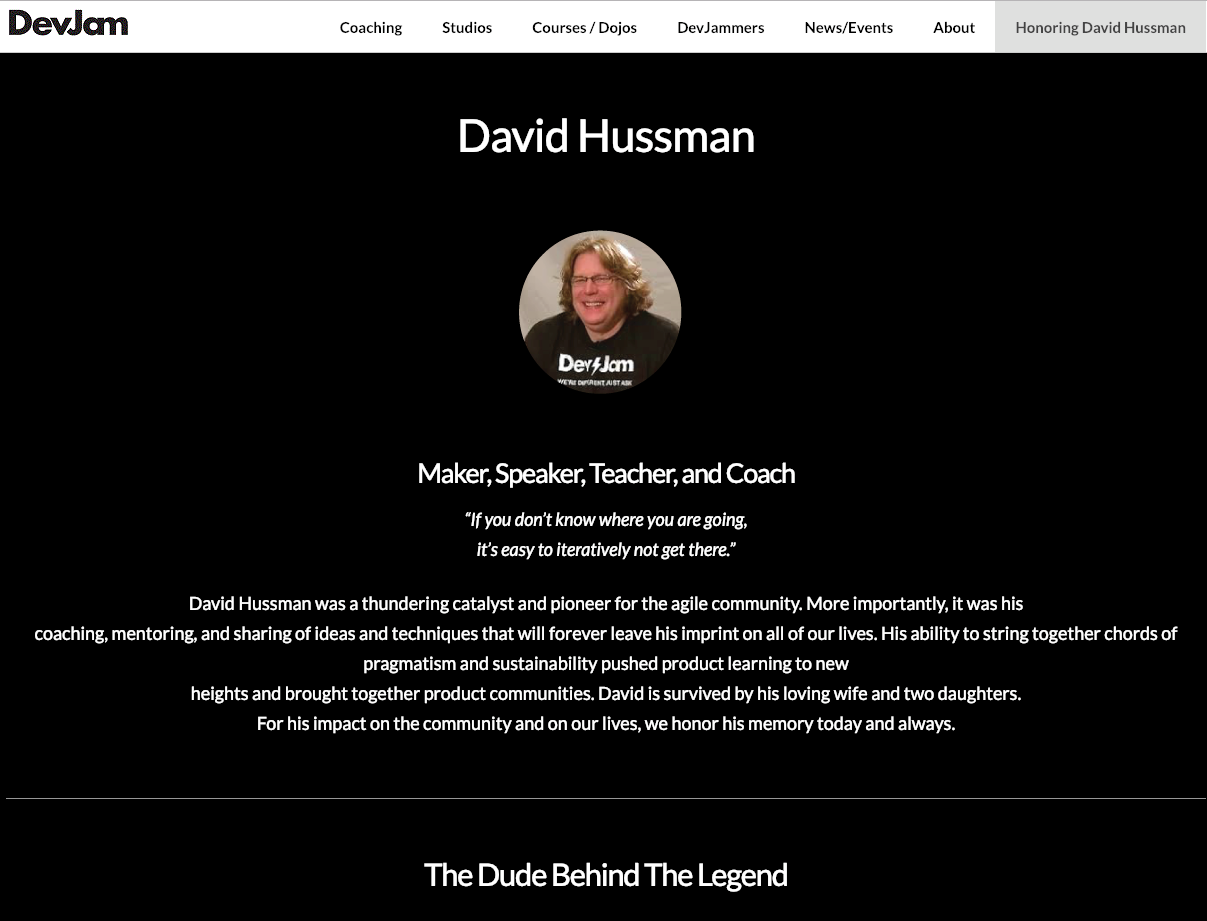 DevJam
Coaching
Studios
Courses / Dojos
DevJammers
News/Events
About
Honoring David Hussman
David Hussman
Dev Jam
WE'RE DIFFERENT, JUST ASK
Maker, Speaker, Teacher, and Coach
“If you don’t know where you are going,
it’s easy to iteratively not get there.”
David Hussman was a thundering catalyst and pioneer for the agile community. More importantly, it was his
coaching, mentoring, and sharing of ideas and techniques that will forever leave his imprint on all of our lives. His ability to string together chords of
pragmatism and sustainability pushed product learning to new
heights and brought together product communities. David is survived by his loving wife and two daughters.
For his impact on the community and on our lives, we honor his memory today and always.
The Dude Behind The Legend